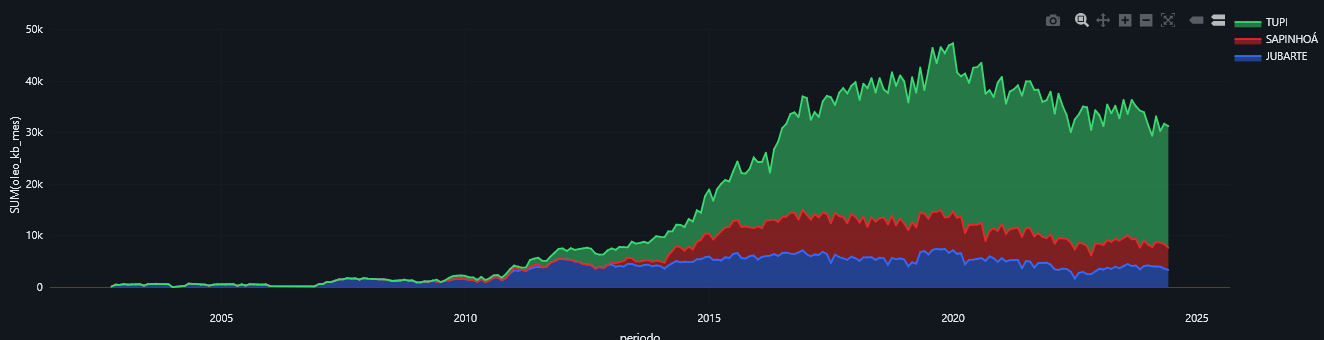 TUPI
SAPINHOÁ
JUBARTE
50k
40k
30k
20k
10k
0
SUM(oleo_kb_mes)
2005
2010
2015
2020
2025
periodo